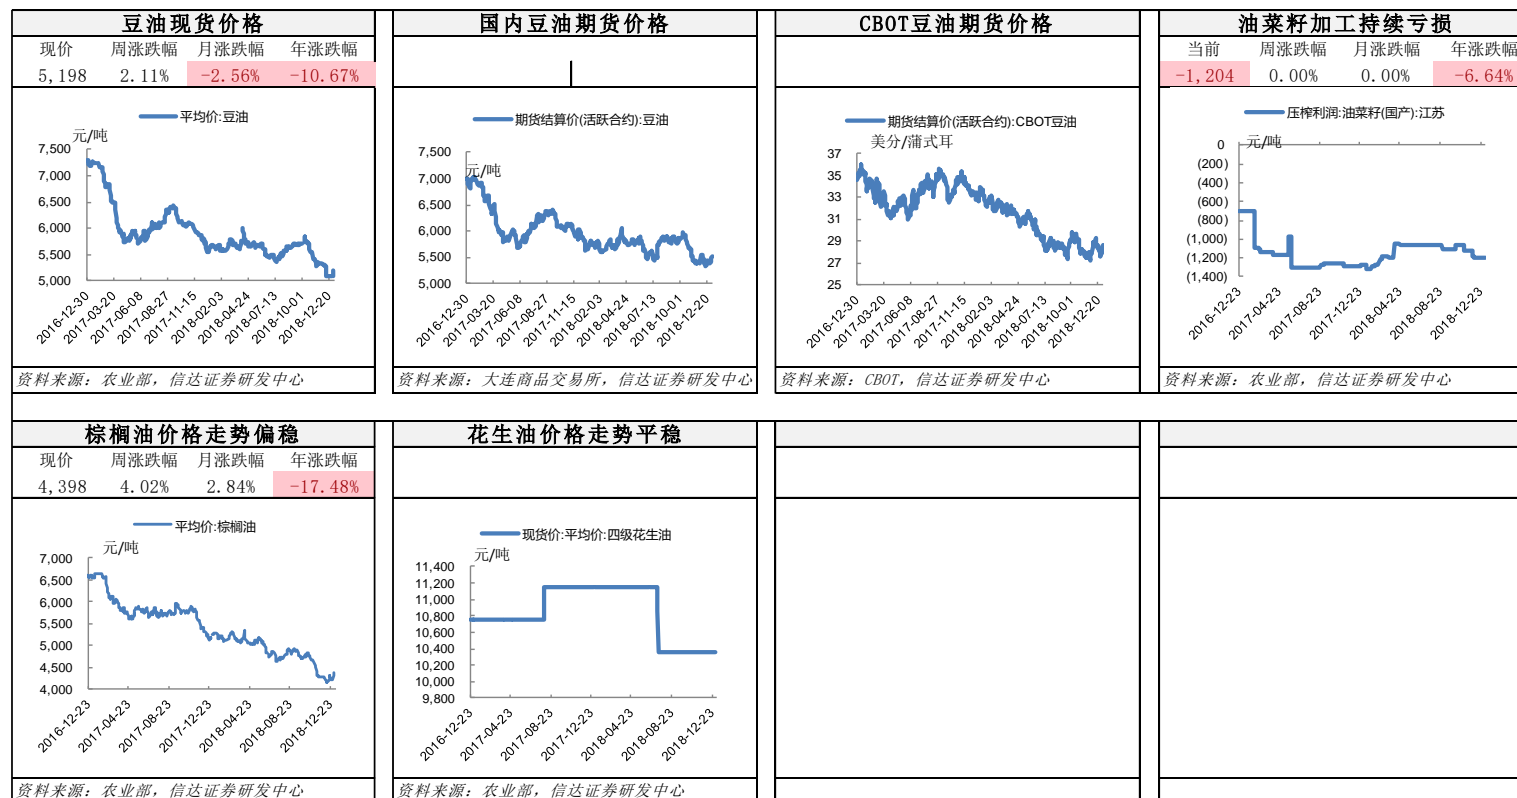 豆油现货价格
现价 周涨跌幅 月涨跌幅 年涨跌幅
5,198 2.11% -2.56% -10.67%
平均价:豆油
元/吨
7,500
7,000
6,500
6,000
5,500
5,000
2016-12-30 2017-03-20 2017-06-08 2017-08-27 2017-11-15 2018-02-03 2018-04-24 2018-07-13 2018-10-01 2018-12-20
资料来源：农业部，信达证券研发中心
国内豆油期货价格
期货结算价(活跃合约):豆油
元/吨
7,500
7,000
6,500
6,000
5,500
5,000
2016-12-30 2017-03-20 2017-06-08 2017-08-27 2017-11-15 2018-02-03 2018-04-24 2018-07-13 2018-10-01 2018-12-20
资料来源：大连商品交易所，信达证券研发中心
CBOT豆油期货价格
期货结算价(活跃合约):CBOT豆油
美分/蒲式耳
37
35
33
31
29
27
25
2016-12-30 2017-03-20 2017-06-08 2017-08-27 2017-11-15 2018-02-03 2018-04-24 2018-07-13 2018-10-01 2018-12-20
资料来源：CBOT，信达证券研发中心
油菜籽加工持续亏损
当前 周涨跌幅 月涨跌幅 年涨跌幅
-1,204 0.00% 0.00% -6.64%
压榨利润:油菜籽(国产):江苏
元/吨
0
(200)
(400)
(600)
(800)
(1,000)
(1,200)
(1,400)
2016-12-23 2017-04-23 2017-08-23 2017-12-23 2018-04-23 2018-08-23 2018-12-23
资料来源：农业部，信达证券研发中心
棕榈油价格走势偏稳
现价 周涨跌幅 月涨跌幅 年涨跌幅
4,398 4.02% 2.84% -17.48%
平均价:棕榈油
元/吨
7,000
6,500
6,000
5,500
5,000
4,500
4,000
2016-12-23 2017-04-23 2017-08-23 2017-12-23 2018-04-23 2018-08-23 2018-12-23
资料来源：农业部，信达证券研发中心
花生油价格走势平稳
现货价:平均价:四级花生油
元/吨
11,400
11,200
11,000
10,800
10,600
10,400
10,200
10,000
9,800
2016-12-23 2017-04-23 2017-08-23 2017-12-23 2018-04-23 2018-08-23 2018-12-23
资料来源：农业部，信达证券研发中心